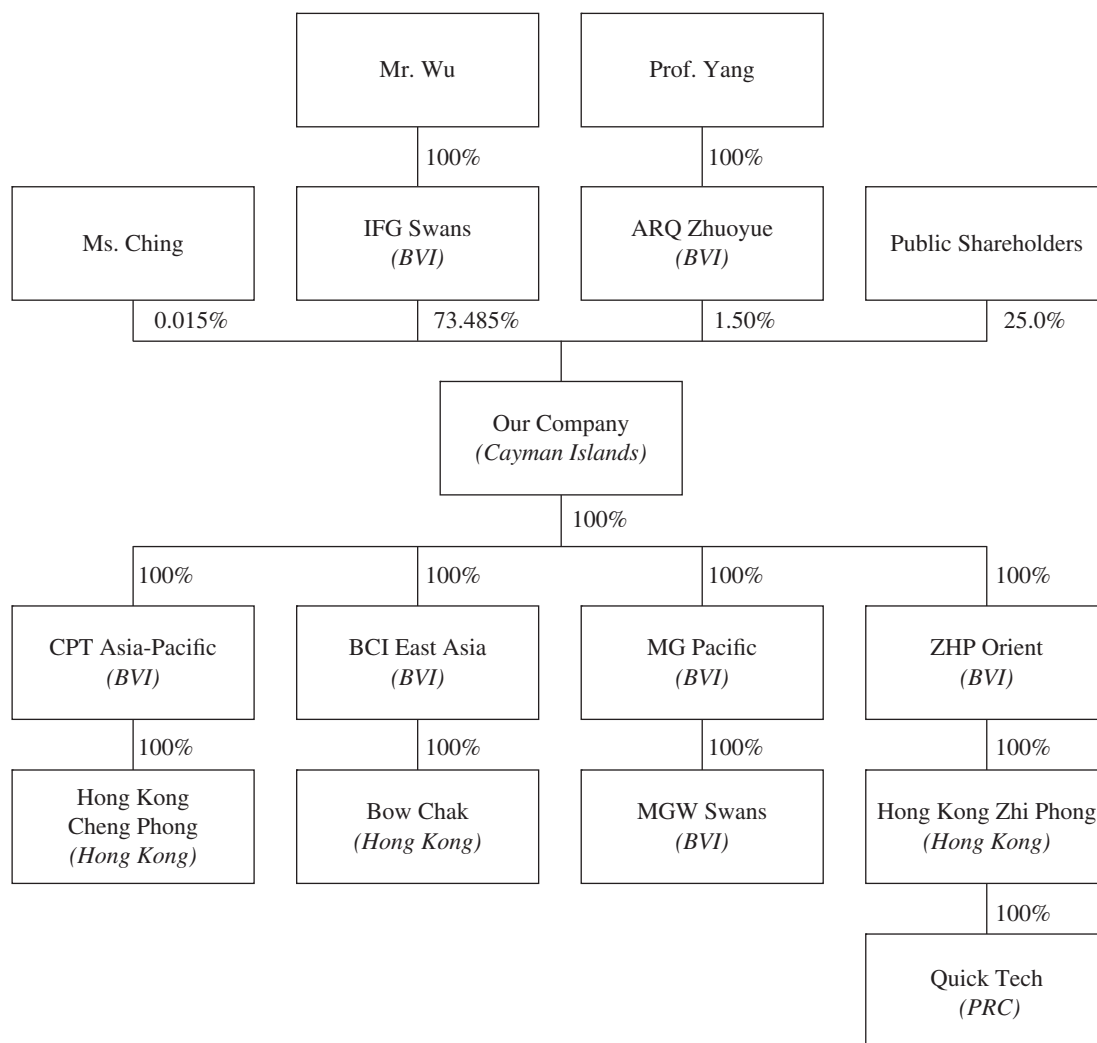 Mr. Wu
Prof. Yang
100%
100%
Ms. Ching
IFG Swans
(BVI)
ARQ Zhuoyue
(BVI)
Public Shareholders
0.015%
73.485%
1.50%
25.0%
Our Company
(Cayman Islands)
100%
100%
100%
100%
100%
CPT Asia-Pacific
(BVI)
BCI East Asia
(BVI)
MG Pacific
(BVI)
ZHP Orient
(BVI)
100%
100%
100%
100%
Hong Kong
Cheng Phong
(Hong Kong)
Bow Chak
(Hong Kong)
MGW Swans
(BVI)
Hong Kong Zhi Phong
(Hong Kong)
100%
Quick Tech
(PRC)